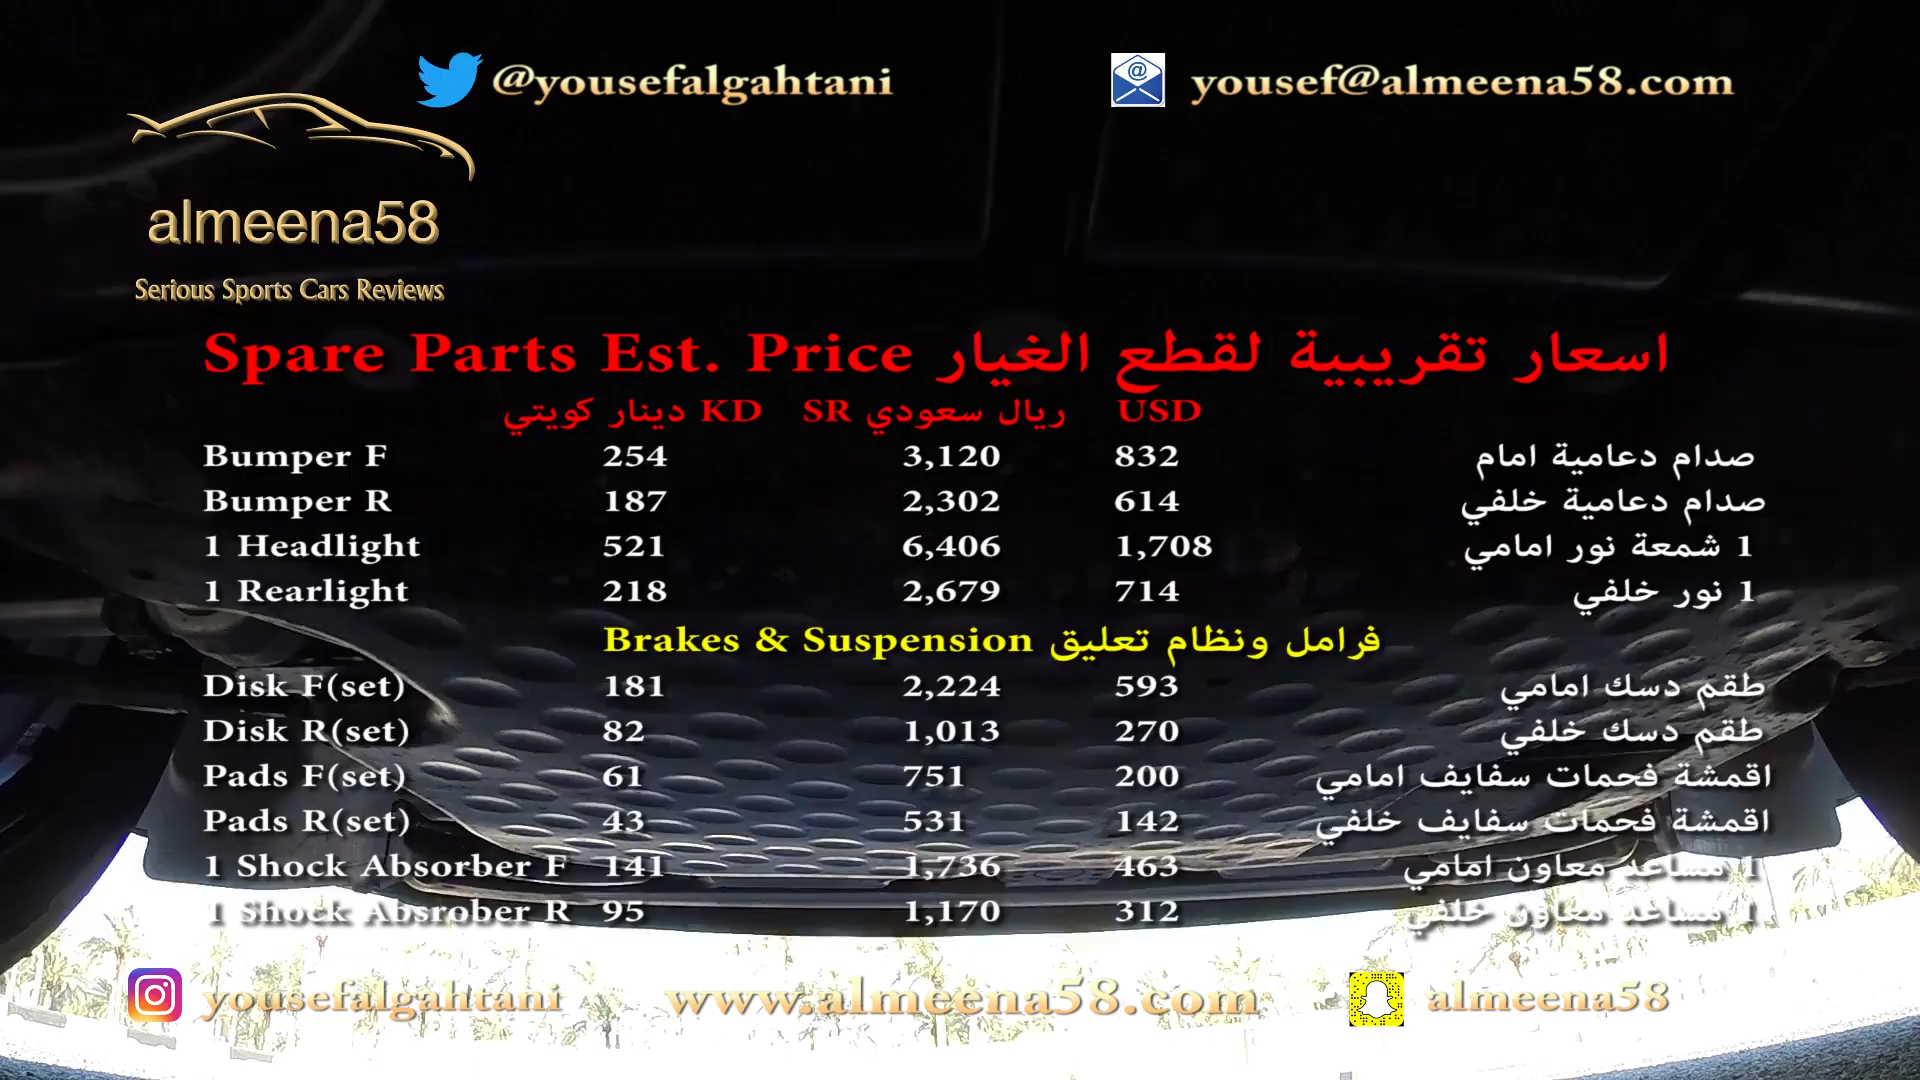 @yousefalgahtani yousef@almeena58.com
almeena58
Serious Sports Cars Reviews
Spare Parts Est. Price اسعار تقريبية لقطع الغيار
دينار كويتي KD ريال سعودي SR USD
Bumper F 254 3,120 832 صدام دعامية امام
Bumper R 187 2,302 614 صدام دعامية خلفي
1 Headlight 521 6,406 1,708 1 شمعة نور امامي
1 Rearlight 218 2,679 714 1 نور خلفي
Brakes & Suspension فرامل ونظام تعليق
Disk F(set) 181 2,224 593 طقم دسك امامي
Disk R(set) 82 1,013 270 طقم دسك خلفي
Pads F(set) 61 751 200 اقمشة فحمات سفايف امامي
Pads R(set) 43 531 142 اقمشة فحمات سفايف خلفي
1 Shock Absorber F 141 1,736 463 1 مساعد معاون امامي
1 Shock Absrober R 95 1,170 312 1 مساعد معاون خلفي
yousefalgahtani www.almeena58.com almeena58